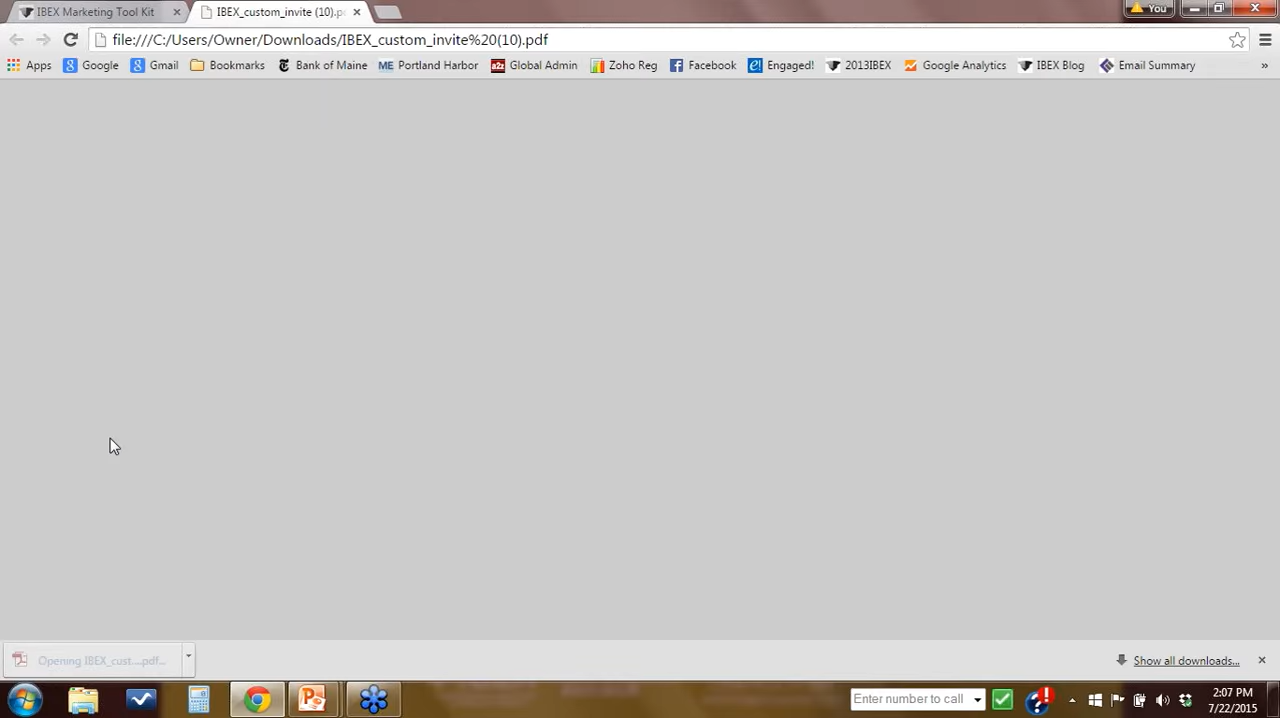 IBEX Marketing Tool Kit
IBEX_custom_invite (10).p
You
file:///C:/Users/Owner/Downloads/IBEX_custom_invite%20(10).pdf
Apps Google Gmail Bookmarks Bank of Maine ME Portland Harbor a2z Global Admin Zoho Reg Facebook Engaged! 2013IBEX Google Analytics IBEX Blog Email Summary »
Opening IBEX_cust....pdf...
Show all downloads...
Enter number to call
2:07 PM
7/22/2015